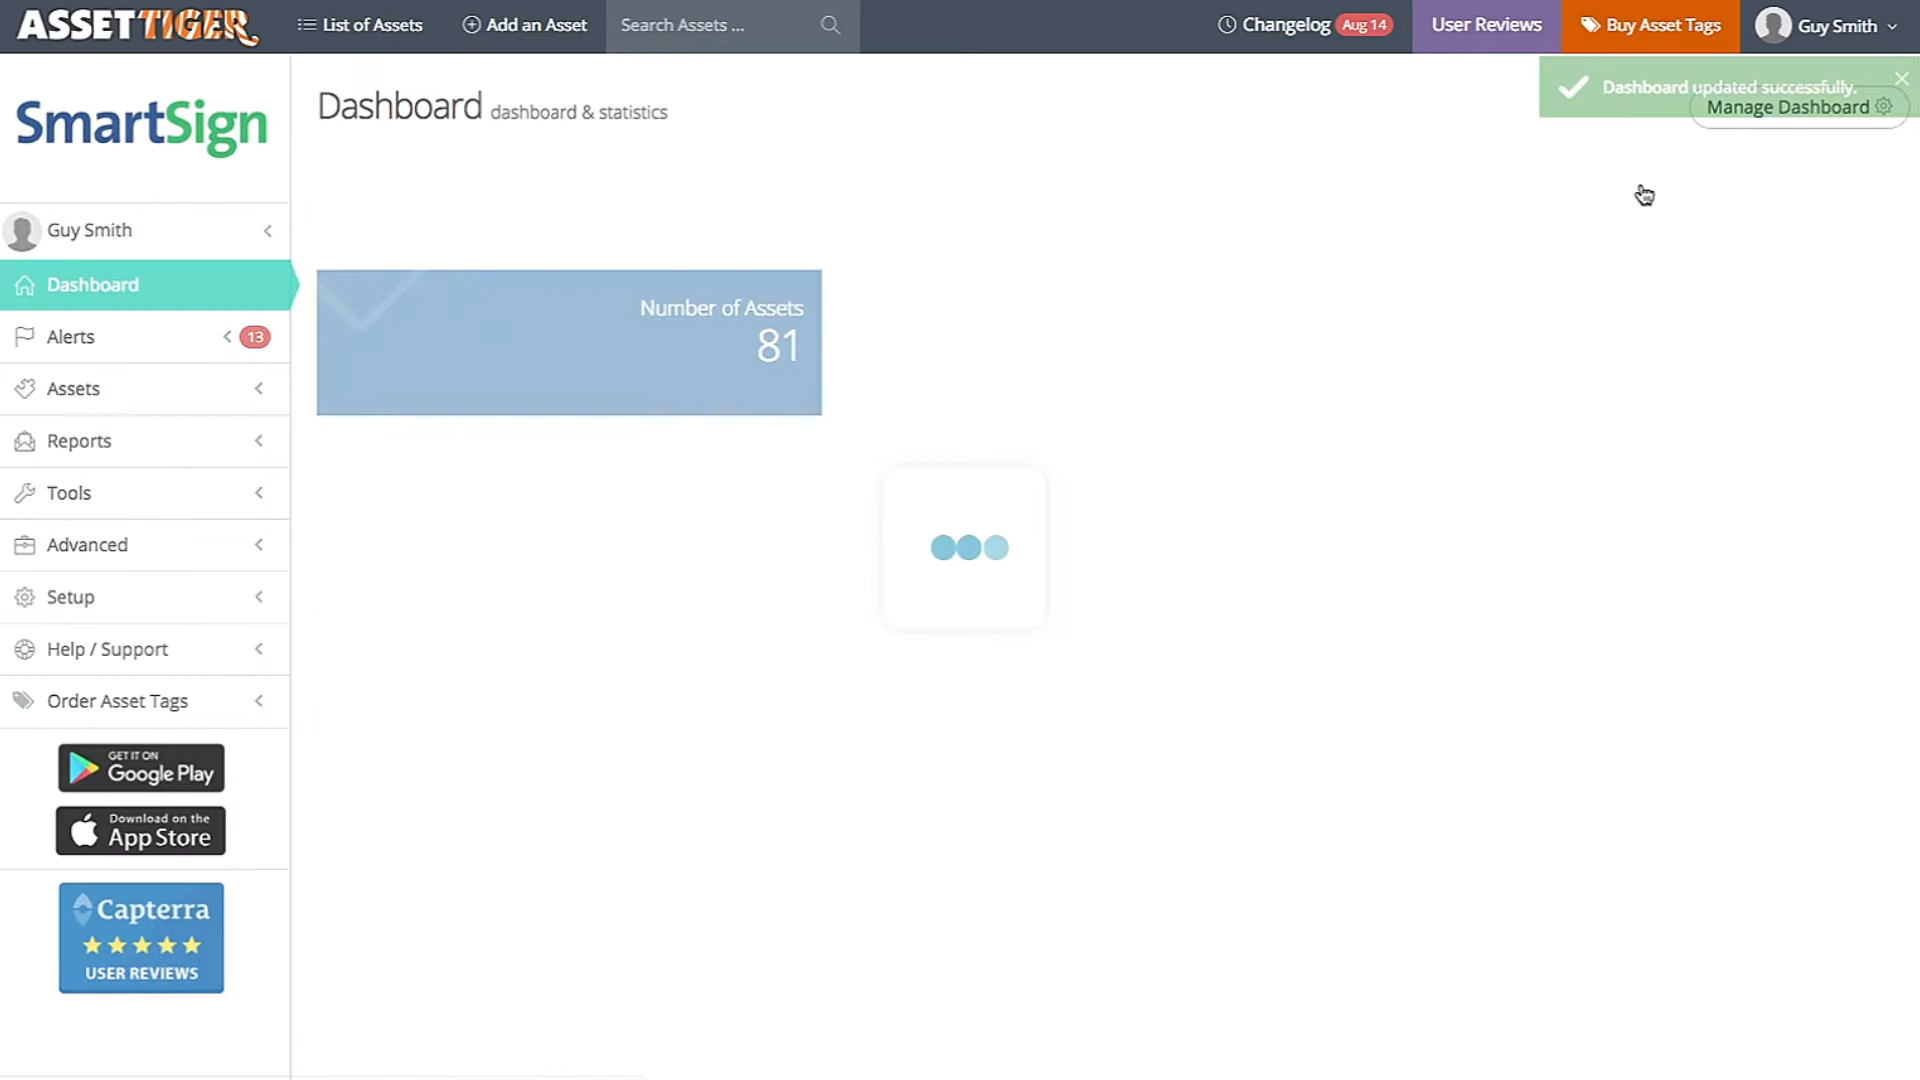 ASSETTIGER
List of Assets
Add an Asset
Search Assets ...
Changelog Aug 14
User Reviews
Buy Asset Tags
Guy Smith
SmartSign
Dashboard dashboard & statistics
Dashboard updated successfully.
Manage Dashboard
Guy Smith
Dashboard
Alerts 13
Assets
Reports
Tools
Advanced
Setup
Help / Support
Order Asset Tags
Number of Assets
81
GET IT ON
Google Play
Download on the
App Store
Capterra
USER REVIEWS